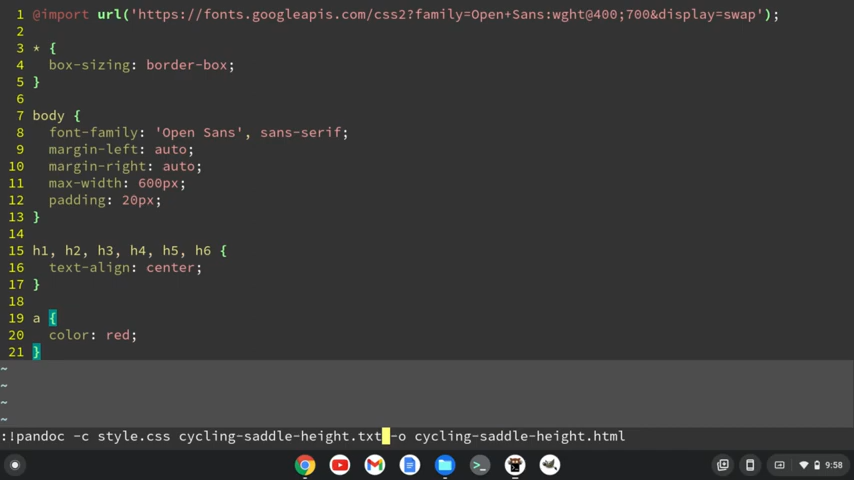 1 @import url('https://fonts.googleapis.com/css2?family=Open+Sans:wght@400;700&display=swap');
2
3 * {
4   box-sizing: border-box;
5 }
6
7 body {
8   font-family: 'Open Sans', sans-serif;
9   margin-left: auto;
10   margin-right: auto;
11   max-width: 600px;
12   padding: 20px;
13 }
14
15 h1, h2, h3, h4, h5, h6 {
16   text-align: center;
17 }
18
19 a {
20   color: red;
21 }
~
~
~
~
:!pandoc -c style.css cycling-saddle-height.txt -o cycling-saddle-height.html
9:58